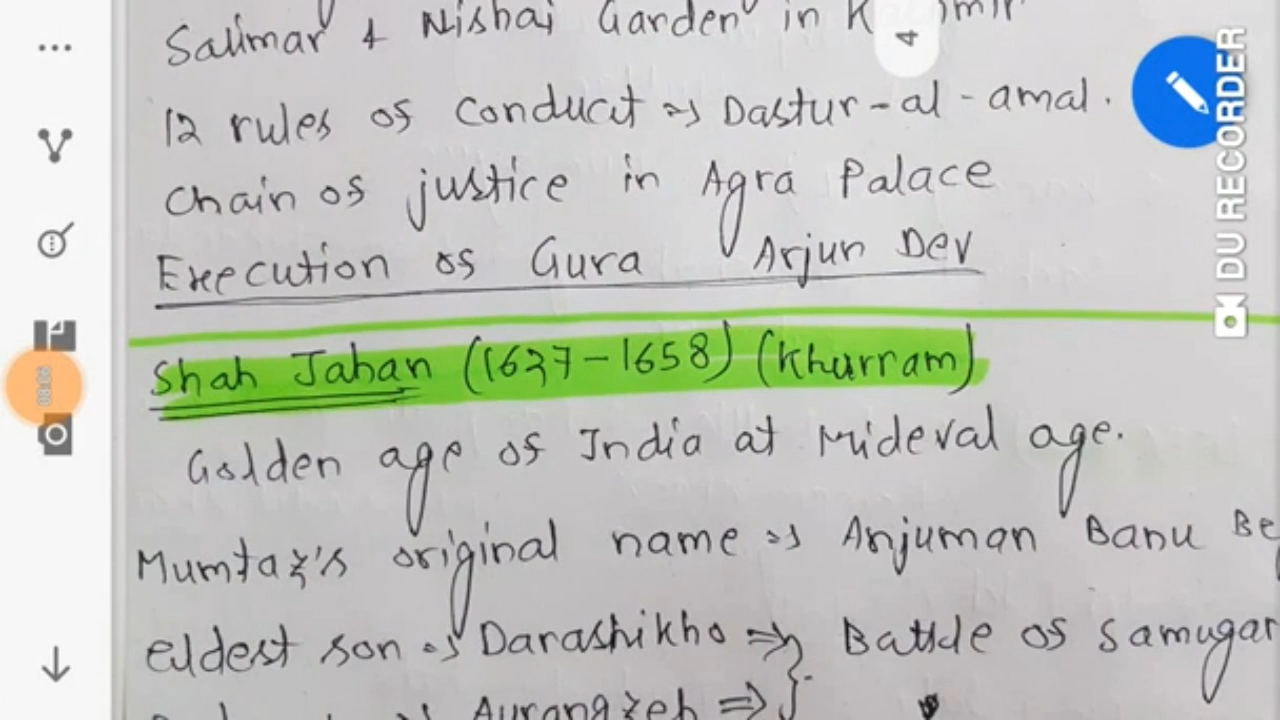 Salimar & Nishai Garden in
12 rules of conduct ⇒ Dastur-al-amal.
chain of justice in Agra Palace
Execution of Gura Arjun Dev
Shah Jahan (1627-1658) (Khurram)
Golden age of India at Mideval age.
Mumtaz's original name ⇒ Anjuman Banu Be
eldest son ⇒ Darashikho ⇒ Battle of Samugar
Aurangzeb ⇒
4
DU RECORDER